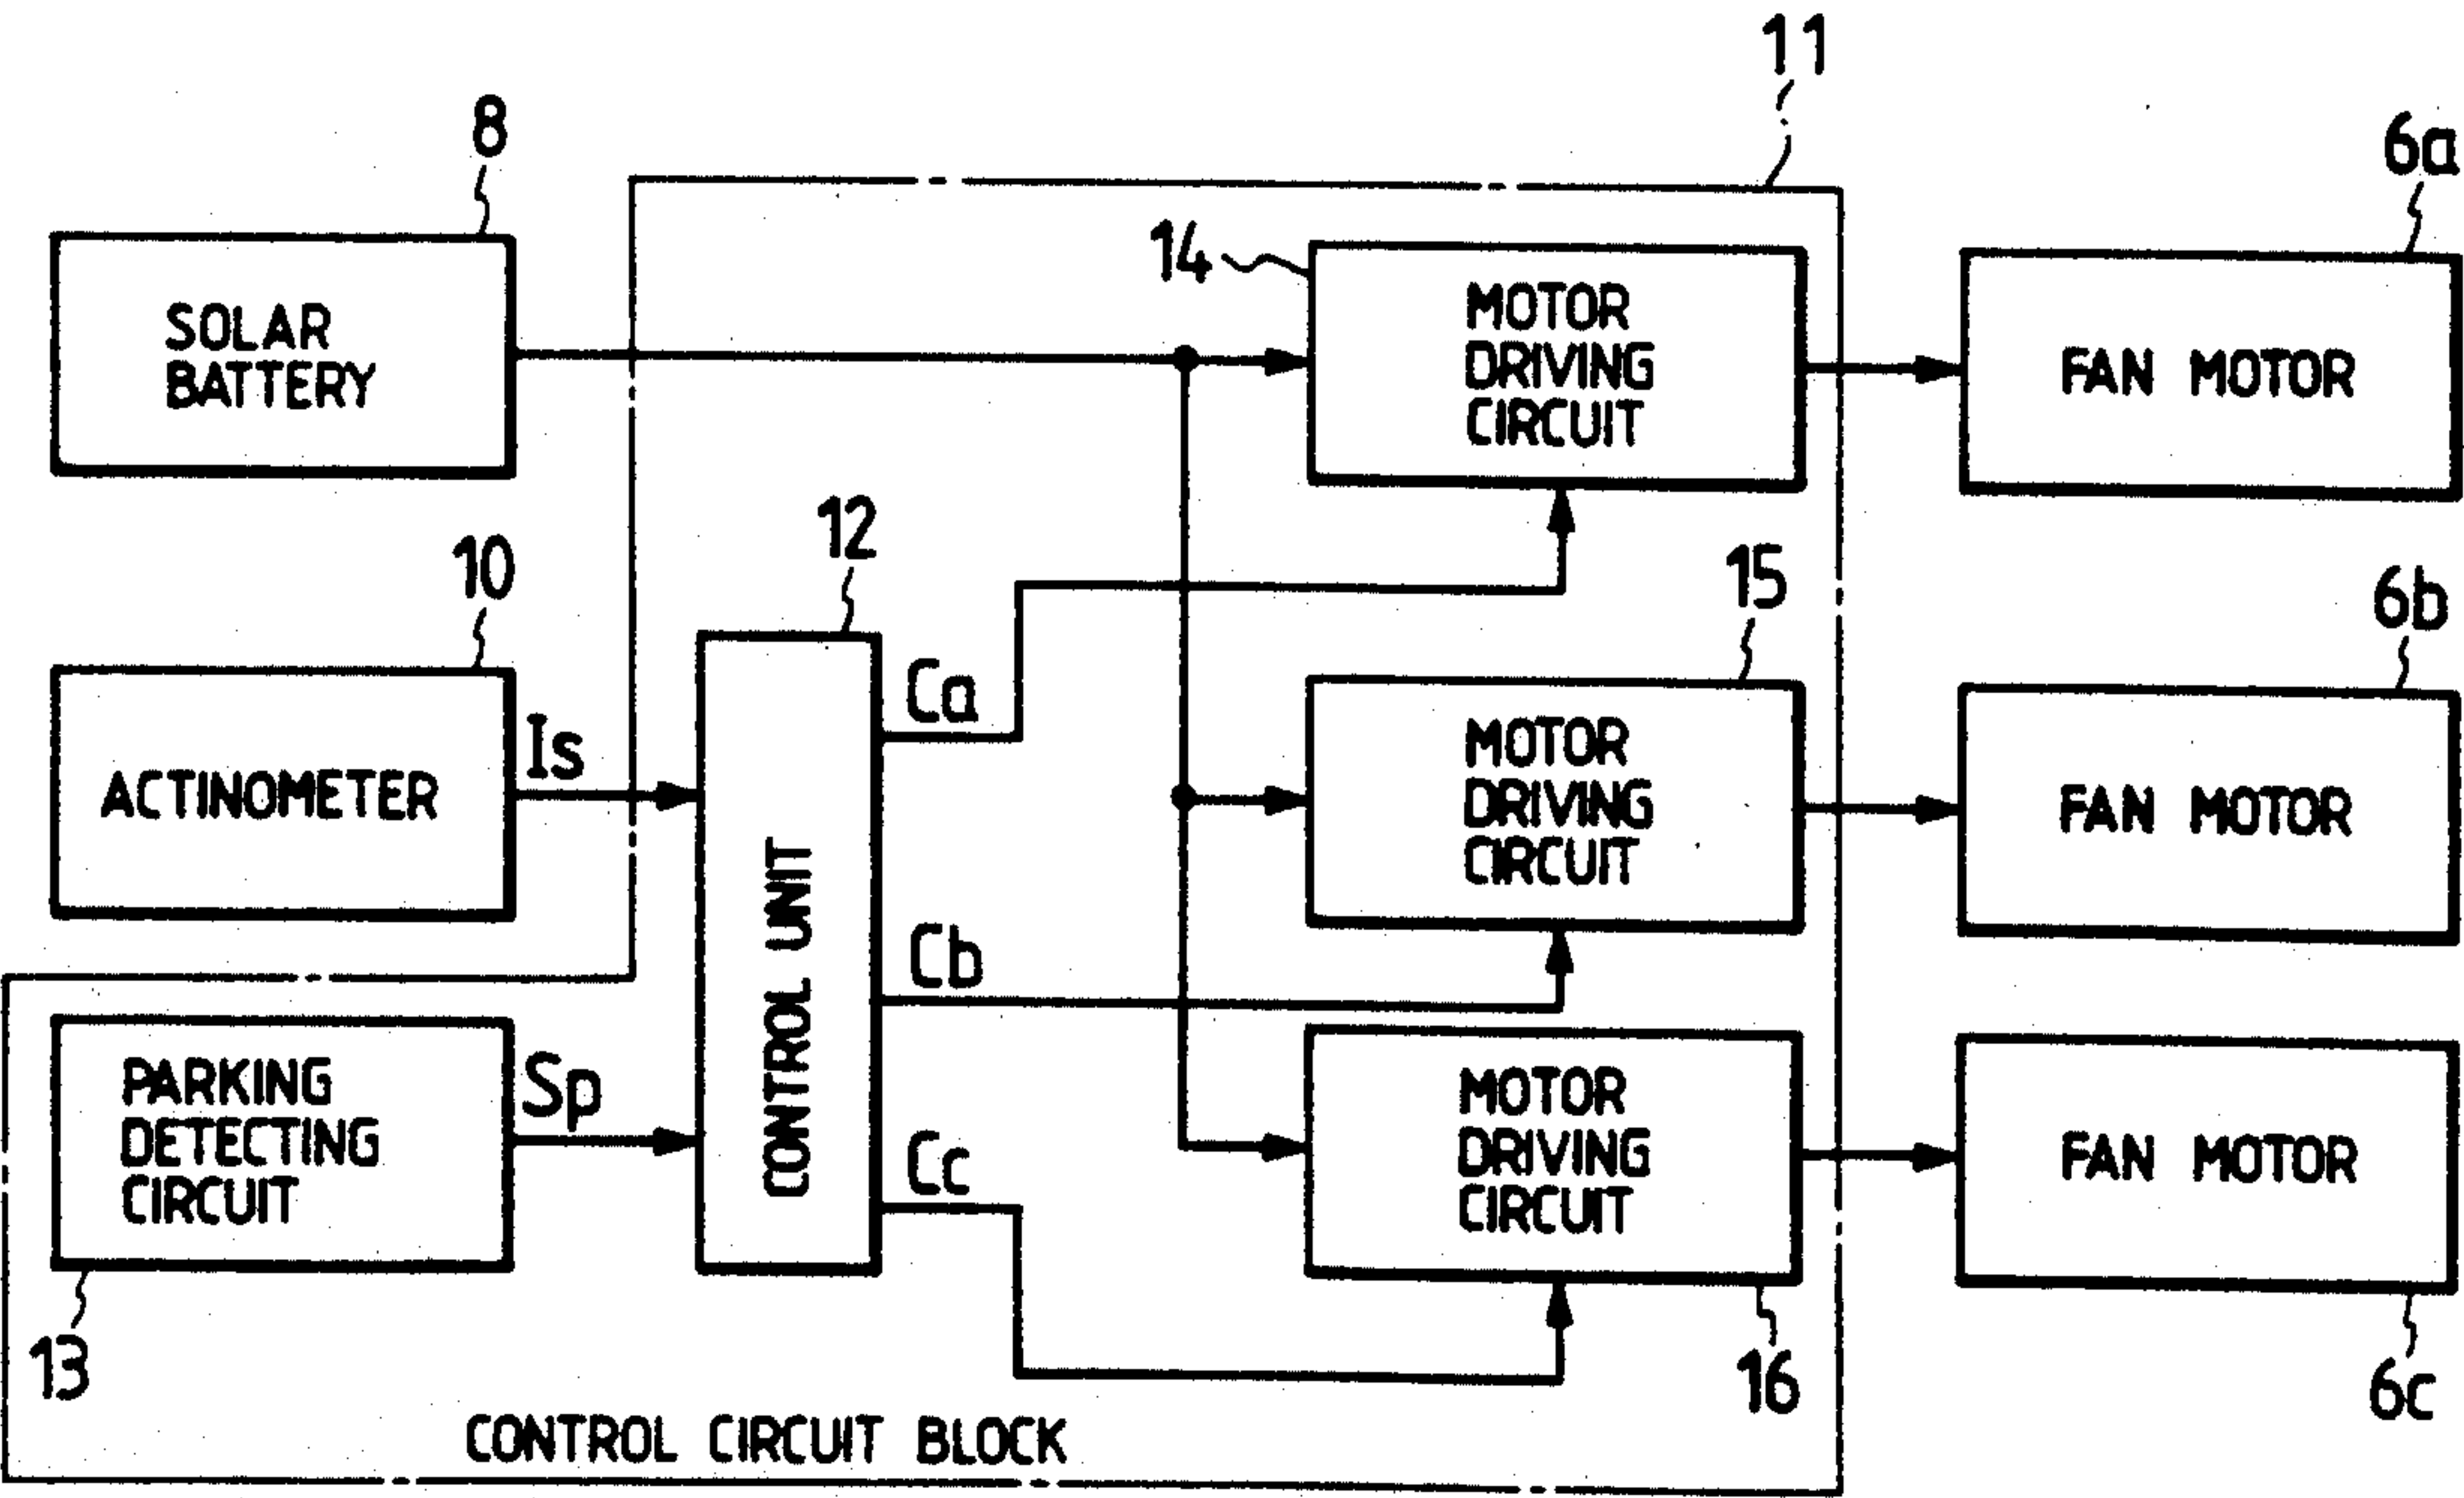 11
8
6a
14
SOLAR
BATTERY
MOTOR
DRIVING
CIRCUIT
FAN MOTOR
12
10
15
6b
Is
Ca
ACTINOMETER
MOTOR
DRIVING
CIRCUIT
FAN MOTOR
CONTROL UNIT
Cb
PARKING
DETECTING
CIRCUIT
Sp
Cc
MOTOR
DRIVING
CIRCUIT
FAN MOTOR
13
16
6c
CONTROL CIRCUIT BLOCK